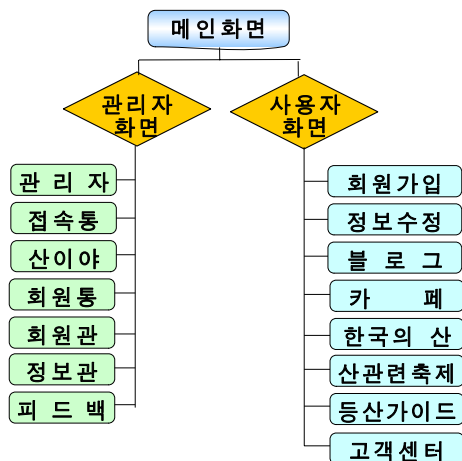 메인화면
관리자
화면
사용자
화면
관 리 자
접속통
산이야
회원통
회원관
정보관
피 드 백
회원가입
정보수정
블 로 그
카 페
한국의 산
산관련축제
등산가이드
고객센터